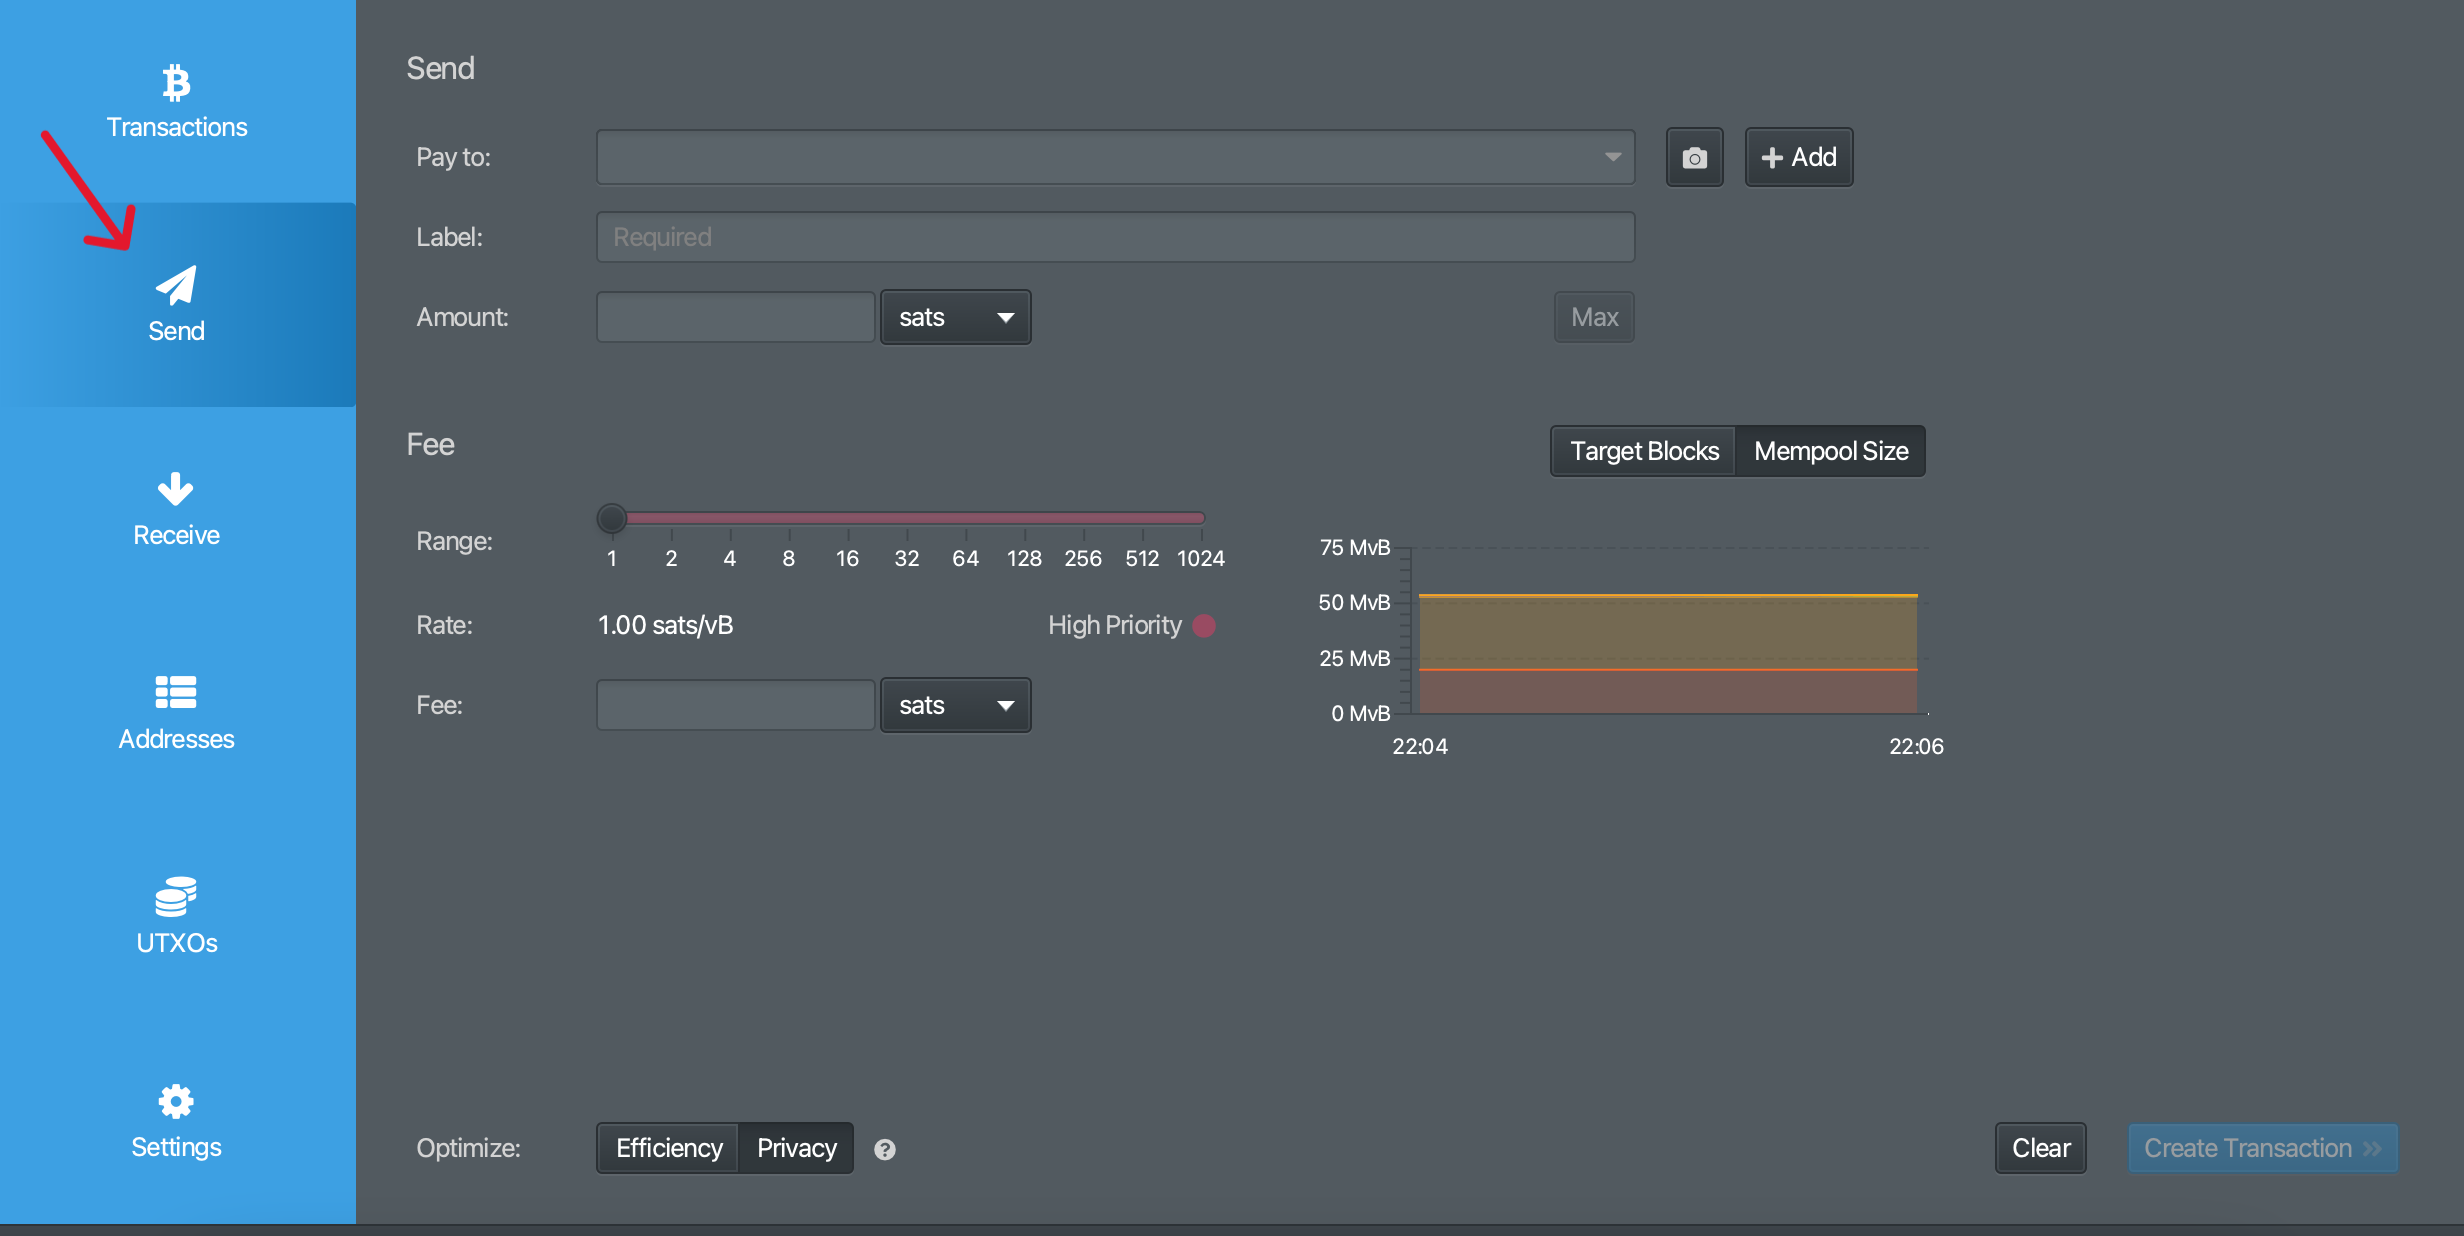 Transactions
Send
Receive
Addresses
UTXOs
Settings
Send
Pay to:
Add
Label:
Required
Amount:
sats
Max
Fee
Target Blocks
Mempool Size
Range:
1 2 4 8 16 32 64 128 256 512 1024
Rate:
1.00 sats/vB
High Priority
Fee:
sats
75 MvB
50 MvB
25 MvB
0 MvB
22:04 22:06
Optimize:
Efficiency
Privacy
?
Clear
Create Transaction »